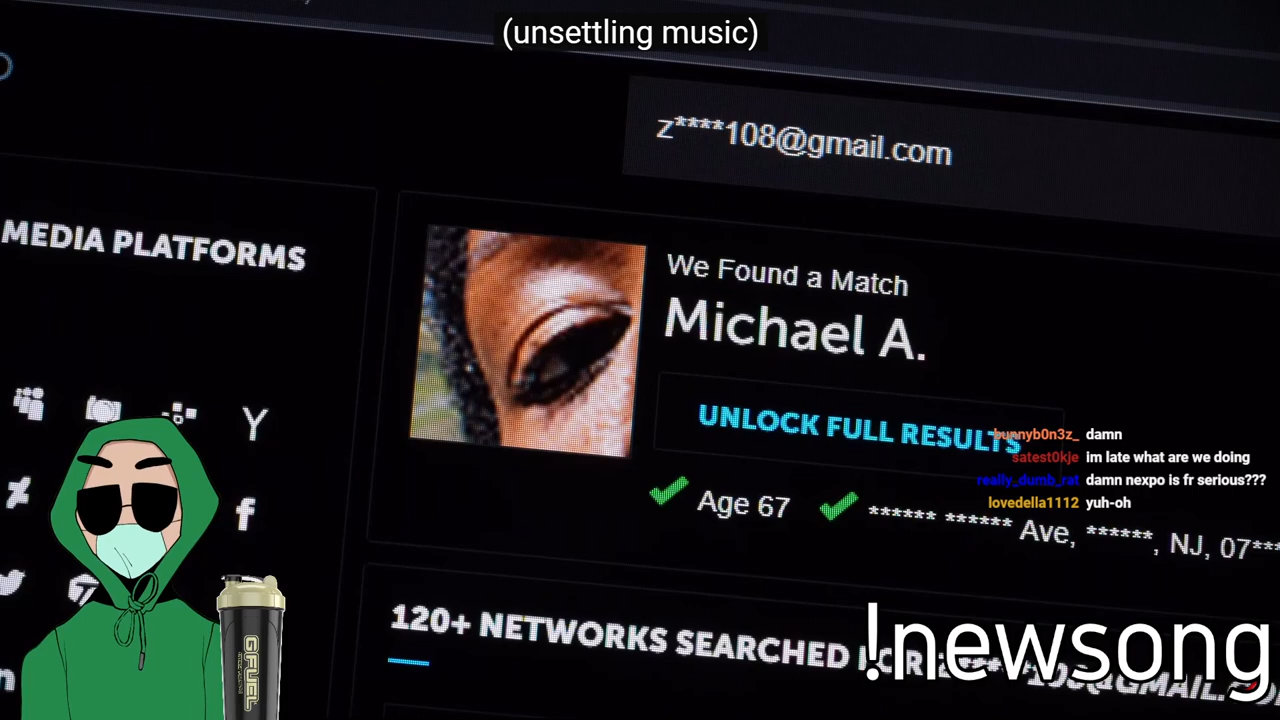 (unsettling music)
z****108@gmail.com
MEDIA PLATFORMS
We Found a Match
Michael A.
UNLOCK FULL RESULTS
Age 67
****** ****** Ave, ******, NJ, 07***
bunnyb0n3z_ damn
satest0kje im late what are we doing
really_dumb_rat damn nexpo is fr serious???
lovedella1112 yuh-oh
120+ NETWORKS SEARCHED FOR
!newsong
GFUEL